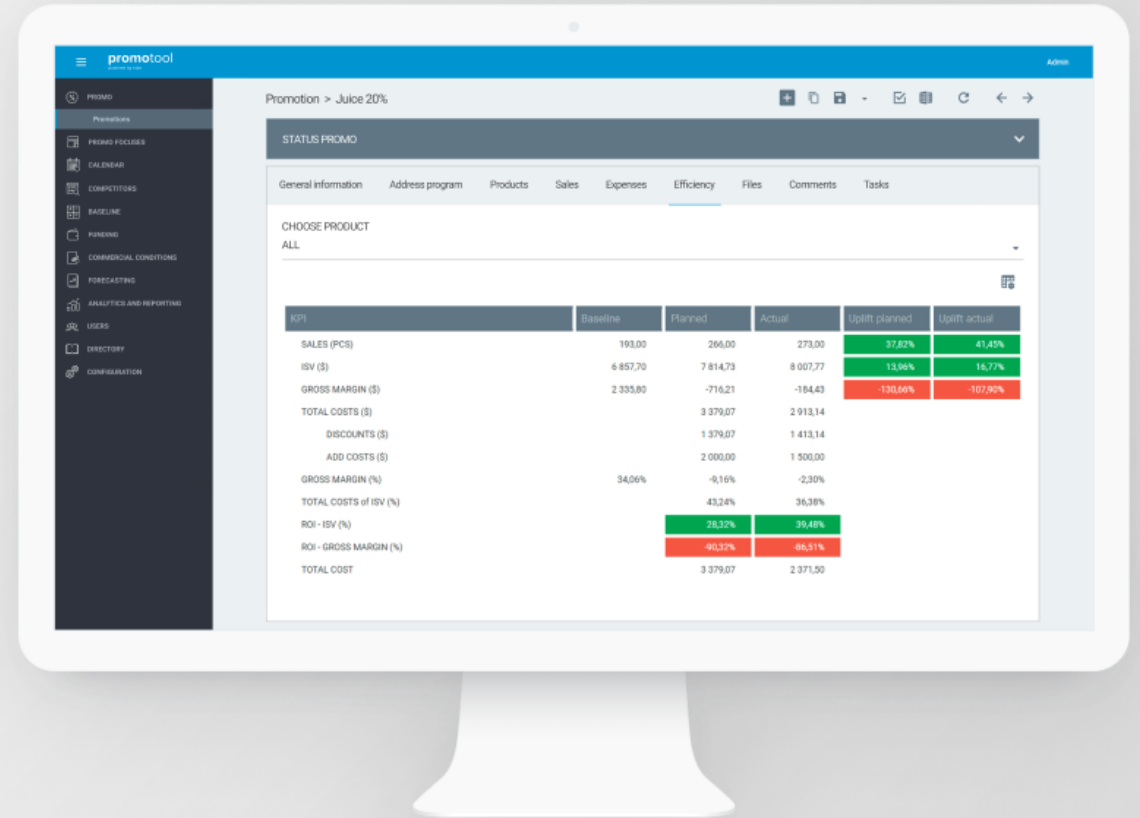 promotool
Admin
PROMO
Promotions
PROMO FOCUSES
CALENDAR
COMPETITORS
BASELINE
FUNDING
COMMERCIAL CONDITIONS
FORECASTING
ANALYTICS AND REPORTING
USERS
DIRECTORY
CONFIGURATION
Promotion > Juice 20%
STATUS PROMO
General information Address program Products Sales Expenses Efficiency Files Comments Tasks
CHOOSE PRODUCT
ALL
KPI Baseline Planned Actual Uplift planned Uplift actual
SALES (PCS) 193,00 266,00 273,00 37,82% 41,45%
ISV ($) 6 857,70 7 814,73 8 007,77 13,96% 16,77%
GROSS MARGIN ($) 2 335,80 -716,21 -184,43 -130,66% -107,90%
TOTAL COSTS ($) 3 379,07 2 913,14
DISCOUNTS ($) 1 379,07 1 413,14
ADD COSTS ($) 2 000,00 1 500,00
GROSS MARGIN (%) 34,06% -9,16% -2,30%
TOTAL COSTS of ISV (%) 43,24% 36,38%
ROI - ISV (%) 28,32% 39,48%
ROI - GROSS MARGIN (%) -90,32% -86,51%
TOTAL COST 3 379,07 2 371,50